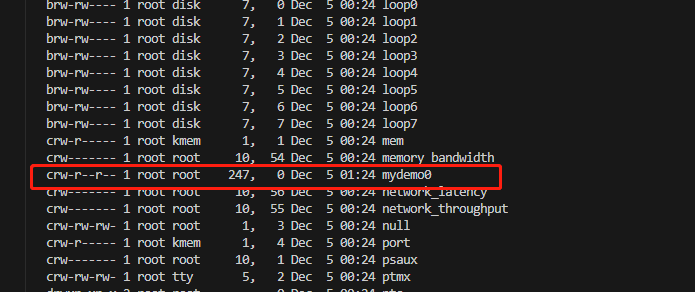 brw-rw---- 1 root disk 7, 0 Dec 5 00:24 loop0
brw-rw---- 1 root disk 7, 1 Dec 5 00:24 loop1
brw-rw---- 1 root disk 7, 2 Dec 5 00:24 loop2
brw-rw---- 1 root disk 7, 3 Dec 5 00:24 loop3
brw-rw---- 1 root disk 7, 4 Dec 5 00:24 loop4
brw-rw---- 1 root disk 7, 5 Dec 5 00:24 loop5
brw-rw---- 1 root disk 7, 6 Dec 5 00:24 loop6
brw-rw---- 1 root disk 7, 7 Dec 5 00:24 loop7
crw-r----- 1 root kmem 1, 1 Dec 5 00:24 mem
crw------- 1 root root 10, 54 Dec 5 00:24 memory_bandwidth
crw-r--r-- 1 root root 247, 0 Dec 5 01:24 mydemo0
crw------- 1 root root 10, 56 Dec 5 00:24 network_latency
crw------- 1 root root 10, 55 Dec 5 00:24 network_throughput
crw-rw-rw- 1 root root 1, 3 Dec 5 00:24 null
crw-r----- 1 root kmem 1, 4 Dec 5 00:24 port
crw------- 1 root root 10, 1 Dec 5 00:24 psaux
crw-rw-rw- 1 root tty 5, 2 Dec 5 00:24 ptmx